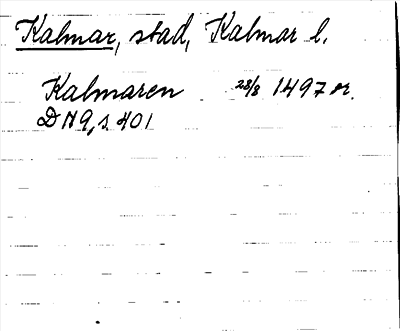 Kalmar, stad, Kalmar l.
Kalmaren 28/8 1497 or.
DN 9, s. 401